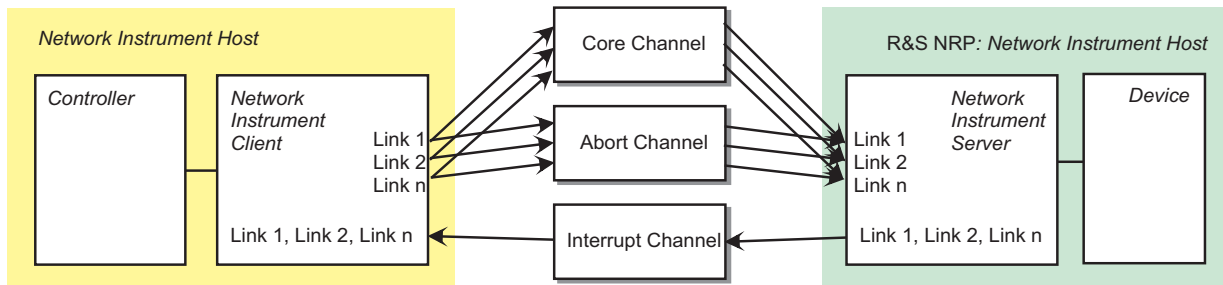 Network Instrument Host
Controller
Network
Instrument
Client
Link 1
Link 2
Link n
Link 1, Link 2, Link n
Core Channel
Abort Channel
Interrupt Channel
R&S NRP: Network Instrument Host
Network
Instrument
Server
Link 1
Link 2
Link n
Link 1, Link 2, Link n
Device